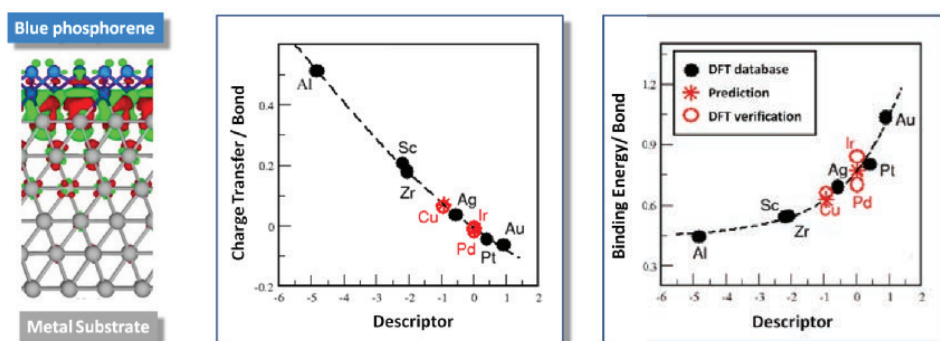 Blue phosphorene
Metal Substrate
Charge Transfer / Bond
0.4
0.2
0
-0.2
Al
Sc
Zr
Ag
Cu
Ir
Pd
Pt
Au
-6 -5 -4 -3 -2 -1 0 1 2
Descriptor
Binding Energy/ Bond
1.2
0.9
0.6
0.3
DFT database
Prediction
DFT verification
Al
Sc
Zr
Ag
Cu
Ir
Pd
Pt
Au
-6 -5 -4 -3 -2 -1 0 1 2
Descriptor